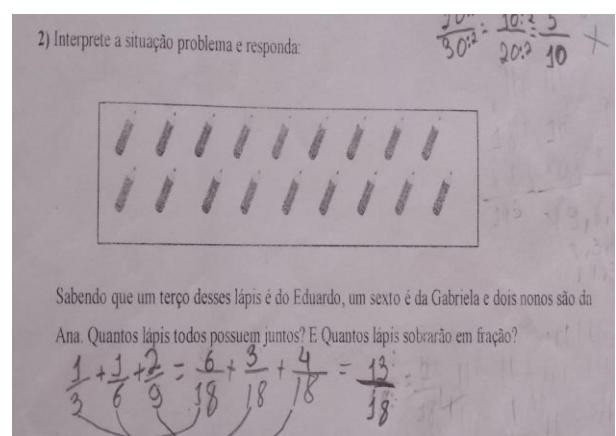 30:2 = 10:2 = 5
20:2 10
2) Interprete a situação problema e responda:
Sabendo que um terço desses lápis é do Eduardo, um sexto é da Gabriela e dois nonos são da
Ana. Quantos lápis todos possuem juntos? E Quantos lápis sobrarão em fração?
1/3 + 1/6 + 2/9 = 6/18 + 3/18 + 4/18 = 13/18